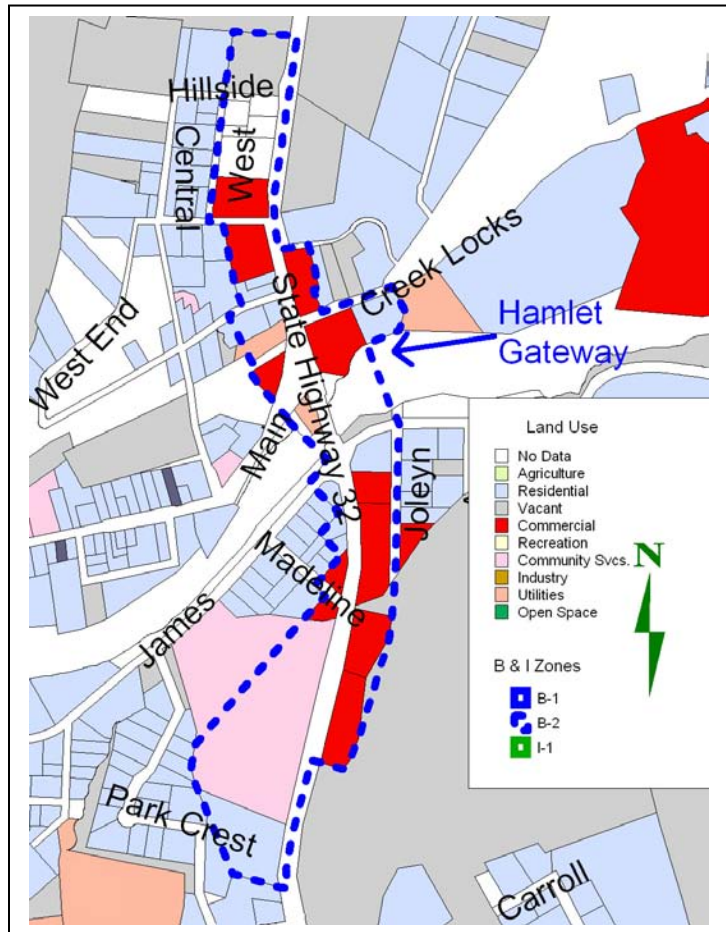 Hillside
Central
West
Creek Locks
State Highway 32
West End
Hamlet
Gateway
Main
Joleyn
Madeline
James
Park Crest
Carroll
Land Use
No Data
Agriculture
Residential
Vacant
Commercial
Recreation
Community Svcs.
Industry
Utilities
Open Space
N
B & I Zones
B-1
B-2
I-1